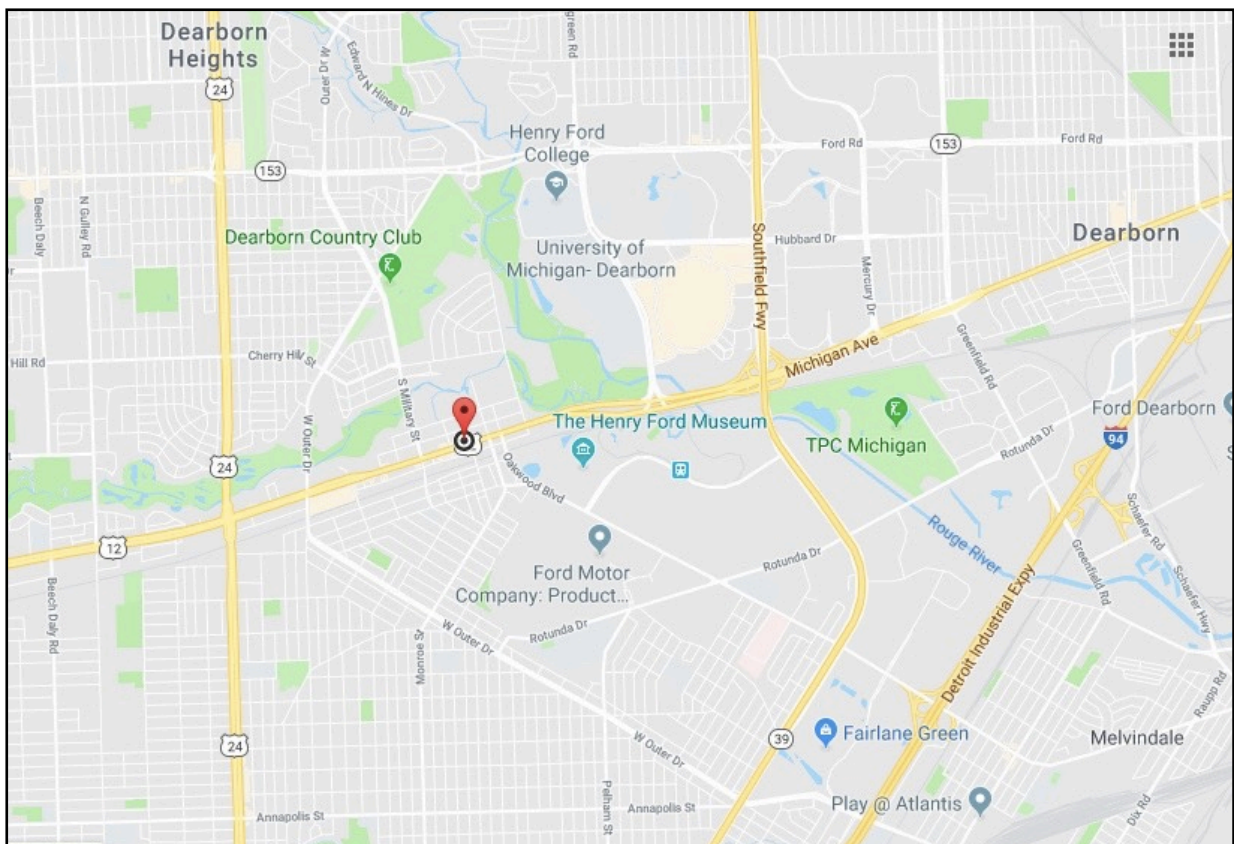 Dearborn
Heights
24
Outer Dr W
Edward N Hines Dr
green Rd
Henry Ford
College
153
Ford Rd
153
Ford Rd
Beech Daly
N Gulley Rd
Dearborn Country Club
University of
Michigan- Dearborn
Southfield Fwy
Hubbard Dr
Mercury Dr
Dearborn
Hill Rd
Cherry Hill St
S Military St
W Outer Dr
Michigan Ave
Greenfield Rd
The Henry Ford Museum
TPC Michigan
Ford Dearborn
Rotunda Dr
94
S
24
Oakwood Blvd
12
Ford Motor
Company: Product...
Rotunda Dr
Rouge River
Schaefer Rd
Greenfield Rd
Schaefer Hwy
Beech Daly Rd
Monroe St
W Outer Dr
Rotunda Dr
Detroit Industrial Expy
Raupp Rd
24
W Outer Dr
39
Fairlane Green
Melvindale
Annapolis St
Pelham St
Annapolis St
Play @ Atlantis
Dix Rd